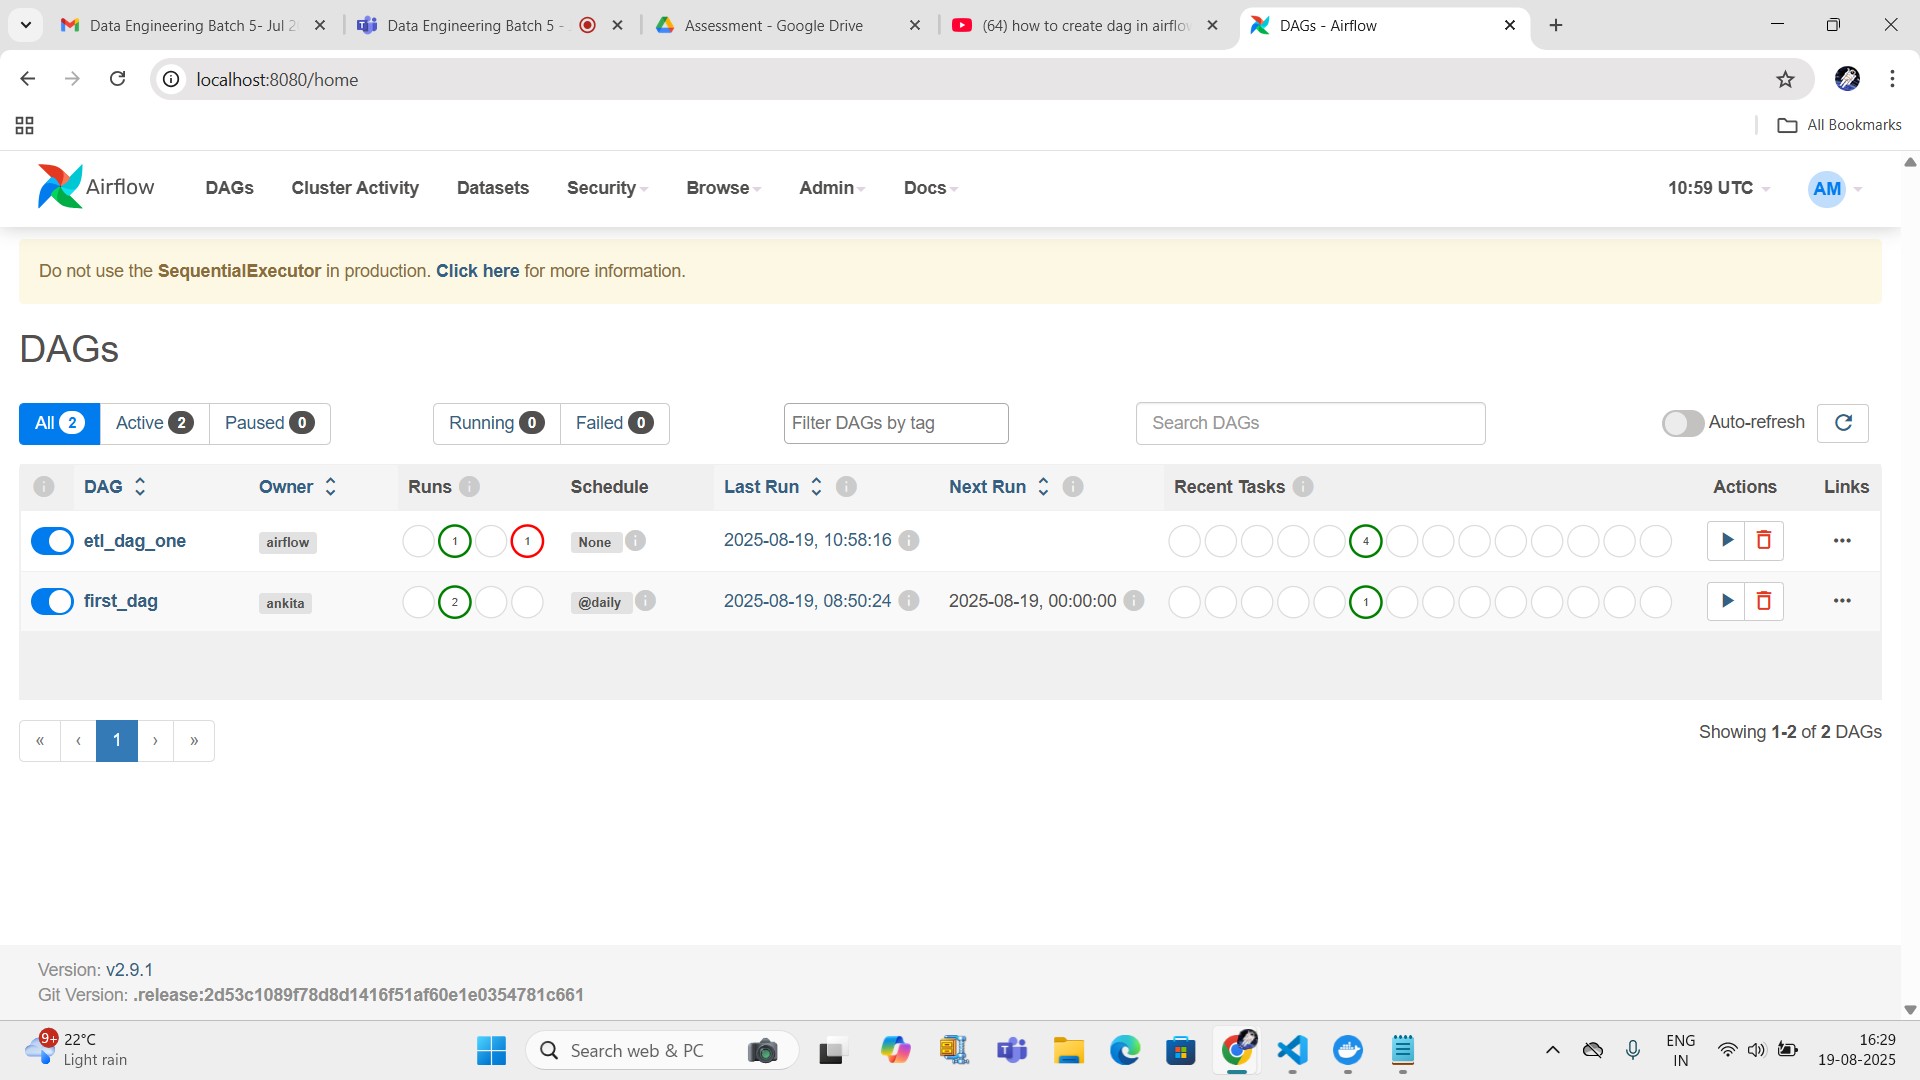 Data Engineering Batch 5- Jul 2
Data Engineering Batch 5 -
Assessment - Google Drive
(64) how to create dag in airflow
DAGs - Airflow
localhost:8080/home
All Bookmarks
Airflow
DAGs
Cluster Activity
Datasets
Security
Browse
Admin
Docs
10:59 UTC
AM
Do not use the SequentialExecutor in production. Click here for more information.
DAGs
All 2
Active 2
Paused 0
Running 0
Failed 0
Filter DAGs by tag
Search DAGs
Auto-refresh
DAG Owner Runs Schedule Last Run Next Run Recent Tasks Actions Links
etl_dag_one airflow 1 1 None 2025-08-19, 10:58:16 4
first_dag ankita 2 @daily 2025-08-19, 08:50:24 2025-08-19, 00:00:00 1
« ‹ 1 › »
Showing 1-2 of 2 DAGs
Version: v2.9.1
Git Version: .release:2d53c1089f78d8d1416f51af60e1e0354781c661
9+
22°C
Light rain
Search web & PC
ENG
IN
16:29
19-08-2025